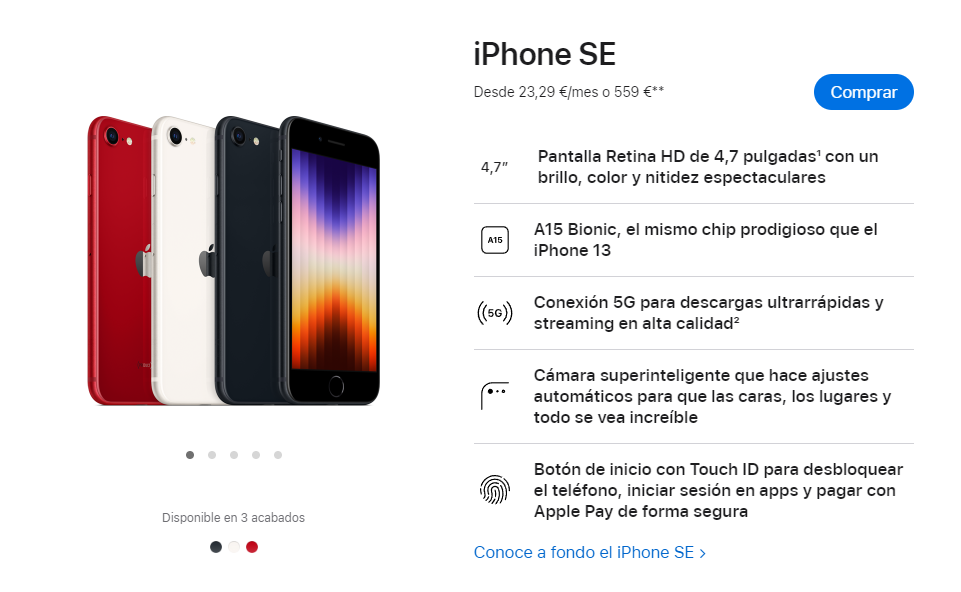 iPhone SE
Desde 23,29 €/mes o 559 €**
Comprar
4,7”
Pantalla Retina HD de 4,7 pulgadas¹ con un
brillo, color y nitidez espectaculares
A15
A15 Bionic, el mismo chip prodigioso que el
iPhone 13
5G
Conexión 5G para descargas ultrarrápidas y
streaming en alta calidad²
Cámara superinteligente que hace ajustes
automáticos para que las caras, los lugares y
todo se vea increíble
Botón de inicio con Touch ID para desbloquear
el teléfono, iniciar sesión en apps y pagar con
Apple Pay de forma segura
Conoce a fondo el iPhone SE >
Disponible en 3 acabados